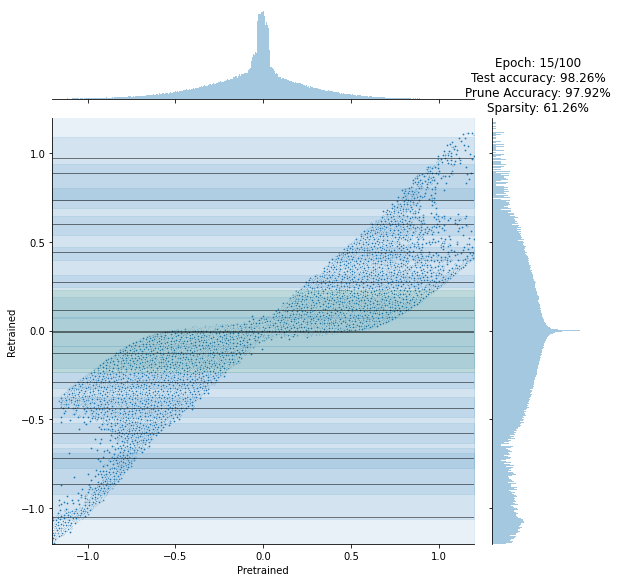 Epoch: 15/100
Test accuracy: 98.26%
Prune Accuracy: 97.92%
Sparsity: 61.26%
1.0
0.5
0.0
−0.5
−1.0
Retrained
−1.0 −0.5 0.0 0.5 1.0
Pretrained